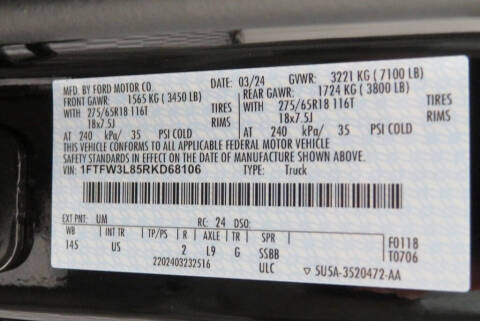 MFD. BY FORD MOTOR CO. DATE: 03/24 GVWR: 3221 KG ( 7100 LB)
FRONT GAWR: 1565 KG ( 3450 LB) REAR GAWR: 1724 KG ( 3800 LB)
WITH 275/65R18 116T TIRES WITH 275/65R18 116T TIRES
18x7.5J RIMS 18x7.5J RIMS
AT 240 kPa/ 35 PSI COLD AT 240 kPa/ 35 PSI COLD
THIS VEHICLE CONFORMS TO ALL APPLICABLE FEDERAL MOTOR VEHICLE
SAFETY STANDARDS IN EFFECT ON THE DATE OF MANUFACTURE SHOWN ABOVE.
VIN: 1FTFW3L85RKD68106 TYPE: Truck
EXT PNT: UM RC: 24 DSO:
WB INT TR TP/PS R AXLE TR SPR F0118
145 US 2 L9 G SSBB T0706
2202403232516 ULC 5U5A-3520472-AA